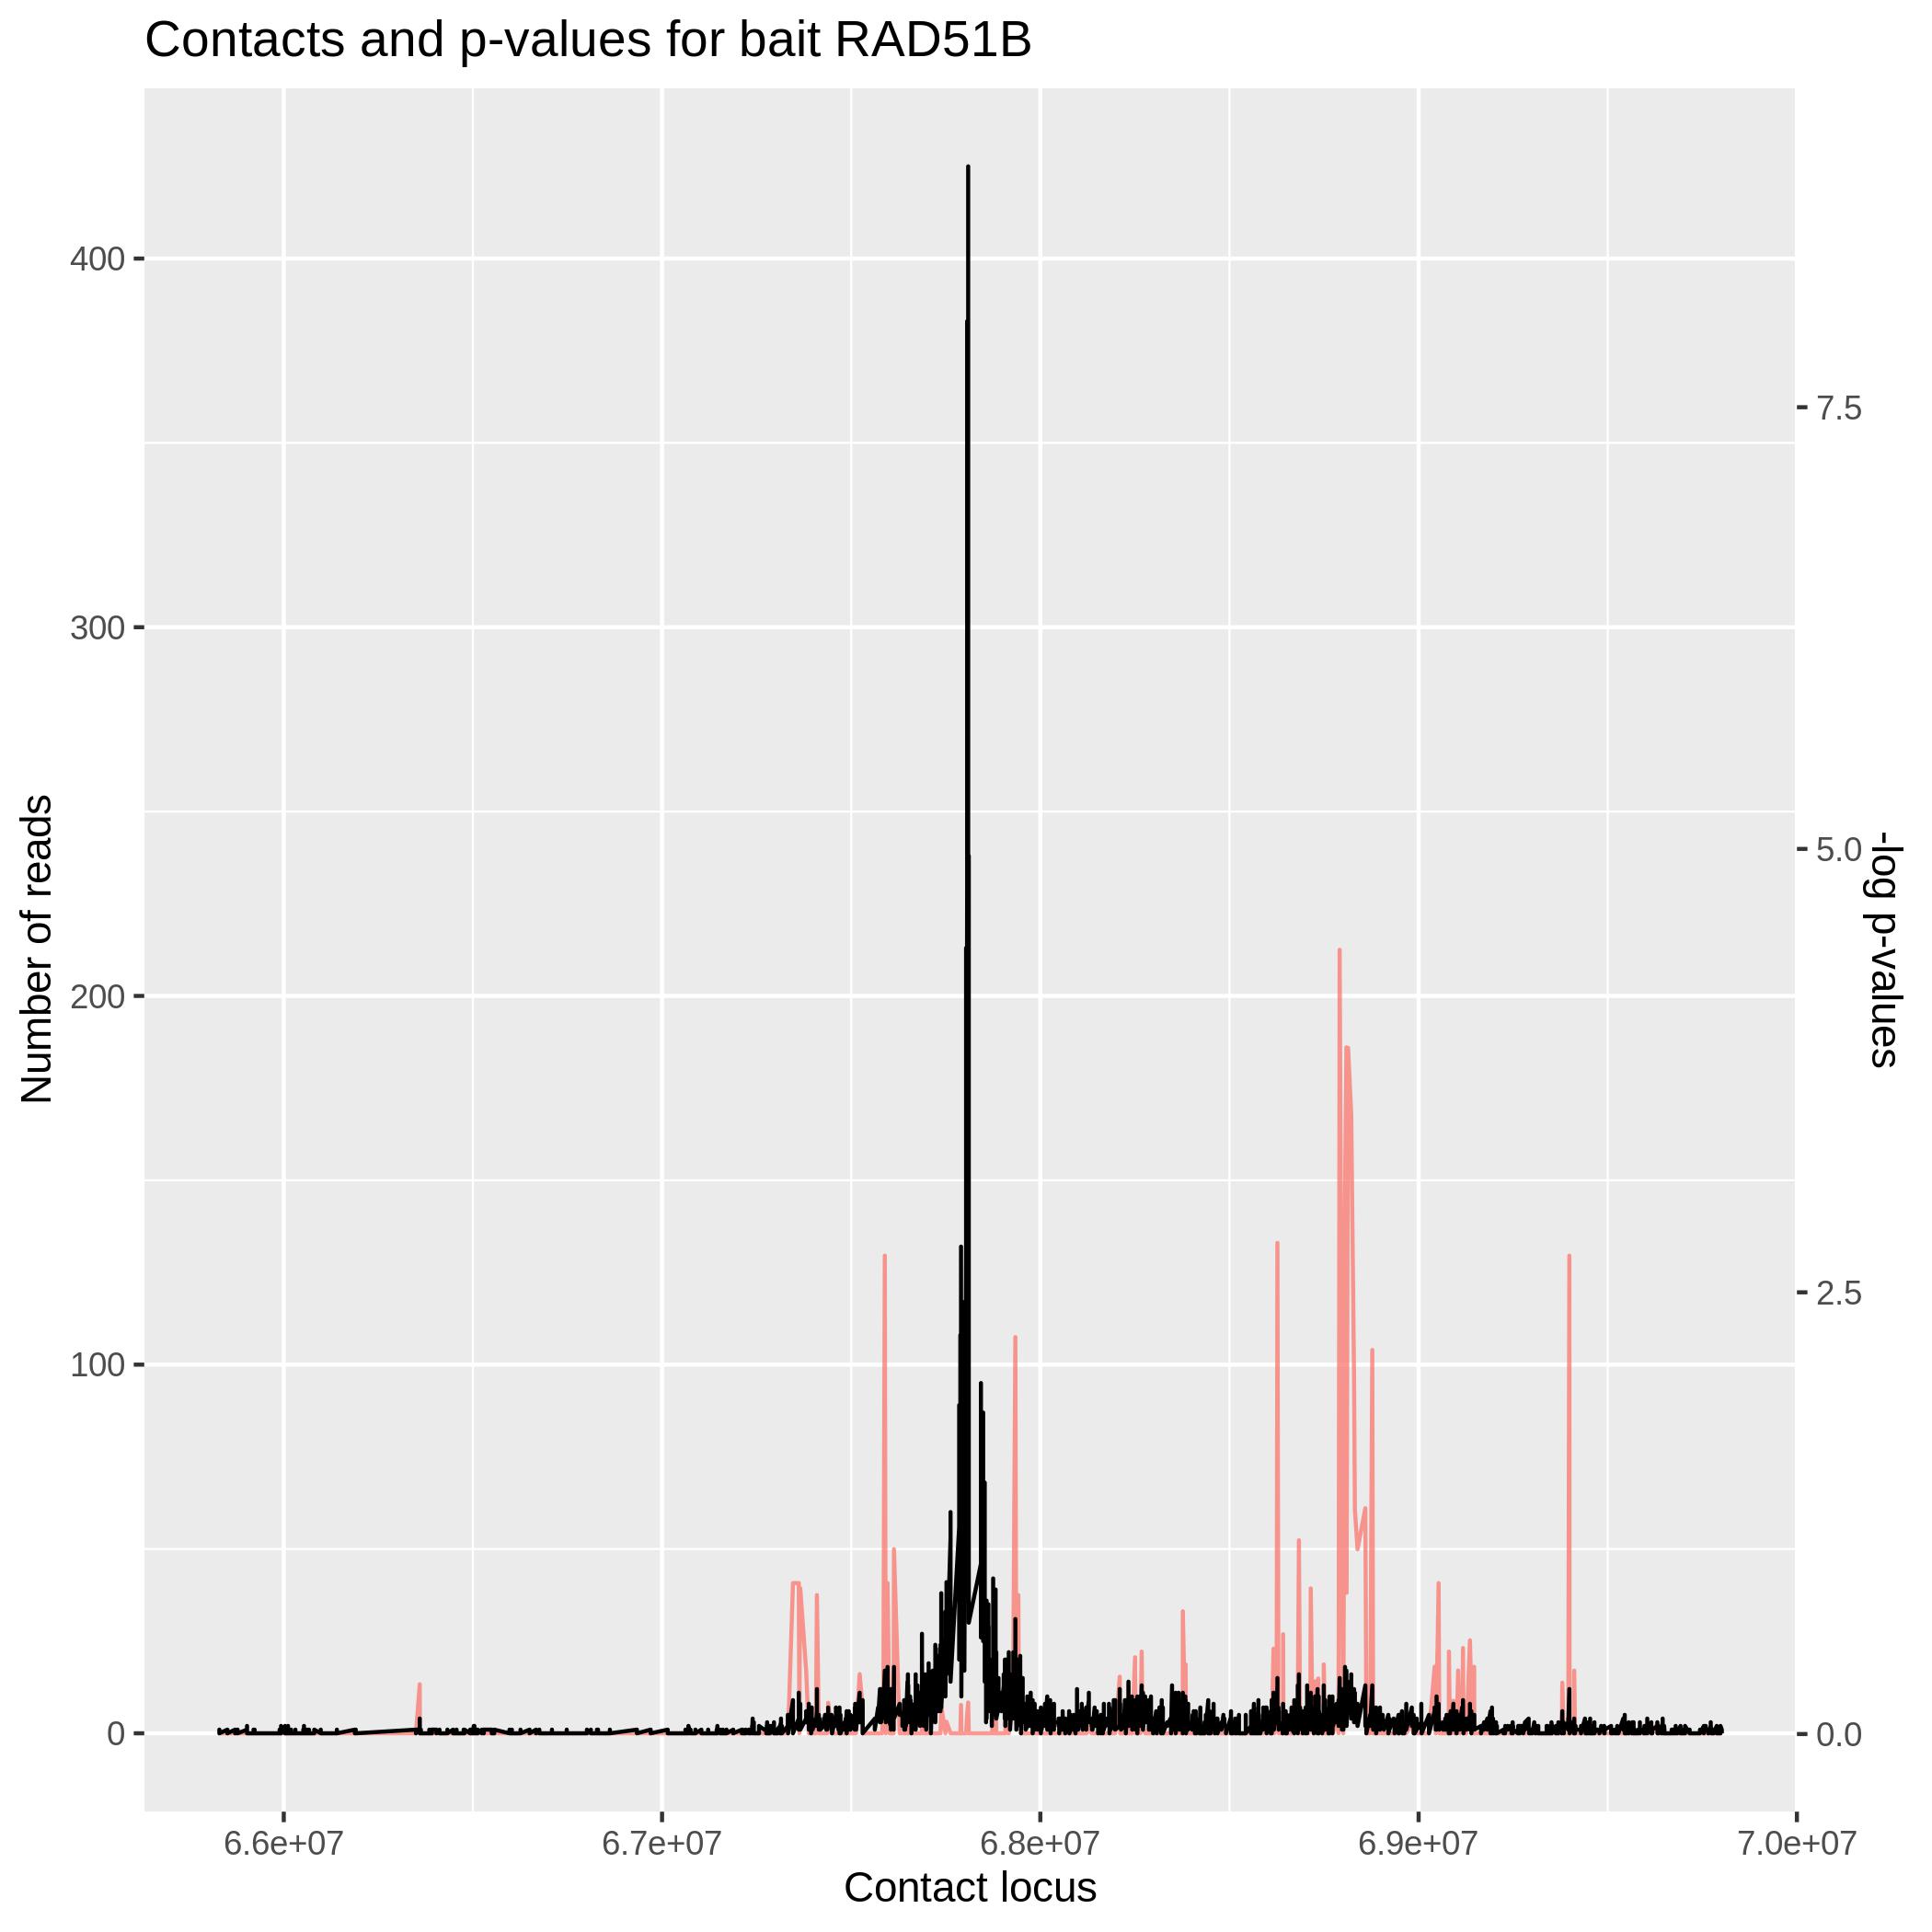 Contacts and p-values for bait RAD51B
400
300
200
100
0
Number of reads
7.5
5.0
2.5
0.0
-log p-values
6.6e+07
6.7e+07
6.8e+07
6.9e+07
7.0e+07
Contact locus